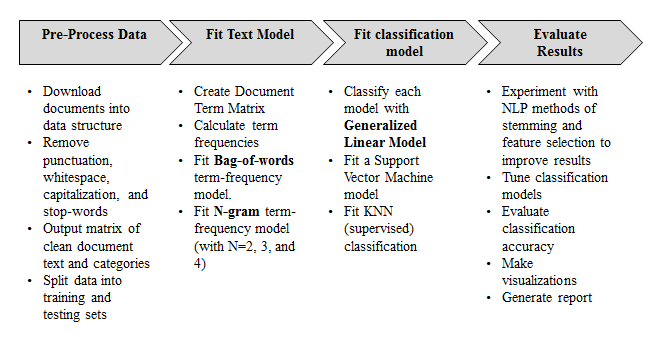 Pre-Process Data
Fit Text Model
Fit classification
model
Evaluate
Results
• Download
documents into
data structure
• Remove
punctuation,
whitespace,
capitalization, and
stop-words
• Output matrix of
clean document
text and categories
• Split data into
training and
testing sets
• Create Document
Term Matrix
• Calculate term
frequencies
• Fit Bag-of-words
term-frequency
model.
• Fit N-gram term-
frequency model
(with N=2, 3, and
4)
• Classify each
model with
Generalized
Linear Model
• Fit a Support
Vector Machine
model
• Fit KNN
(supervised)
classification
• Experiment with
NLP methods of
stemming and
feature selection to
improve results
• Tune classification
models
• Evaluate
classification
accuracy
• Make
visualizations
• Generate report